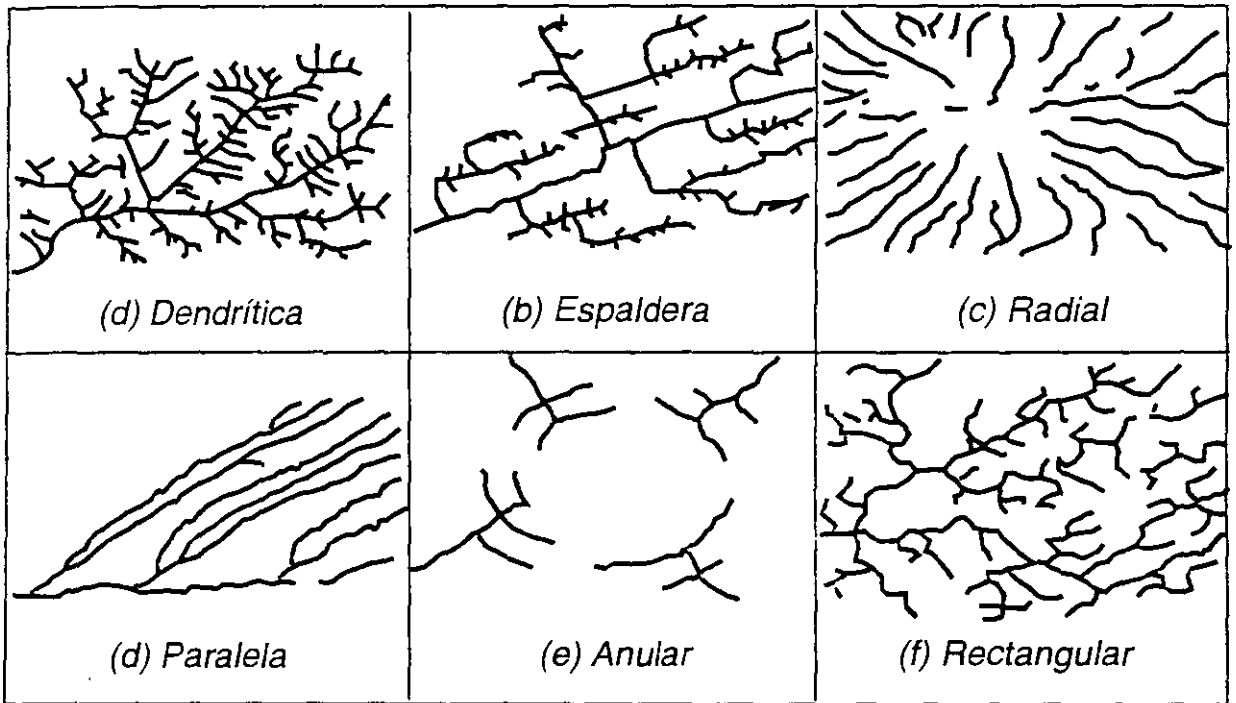 (d) Dendrítica
(b) Espaldera
(c) Radial
(d) Paralela
(e) Anular
(f) Rectangular